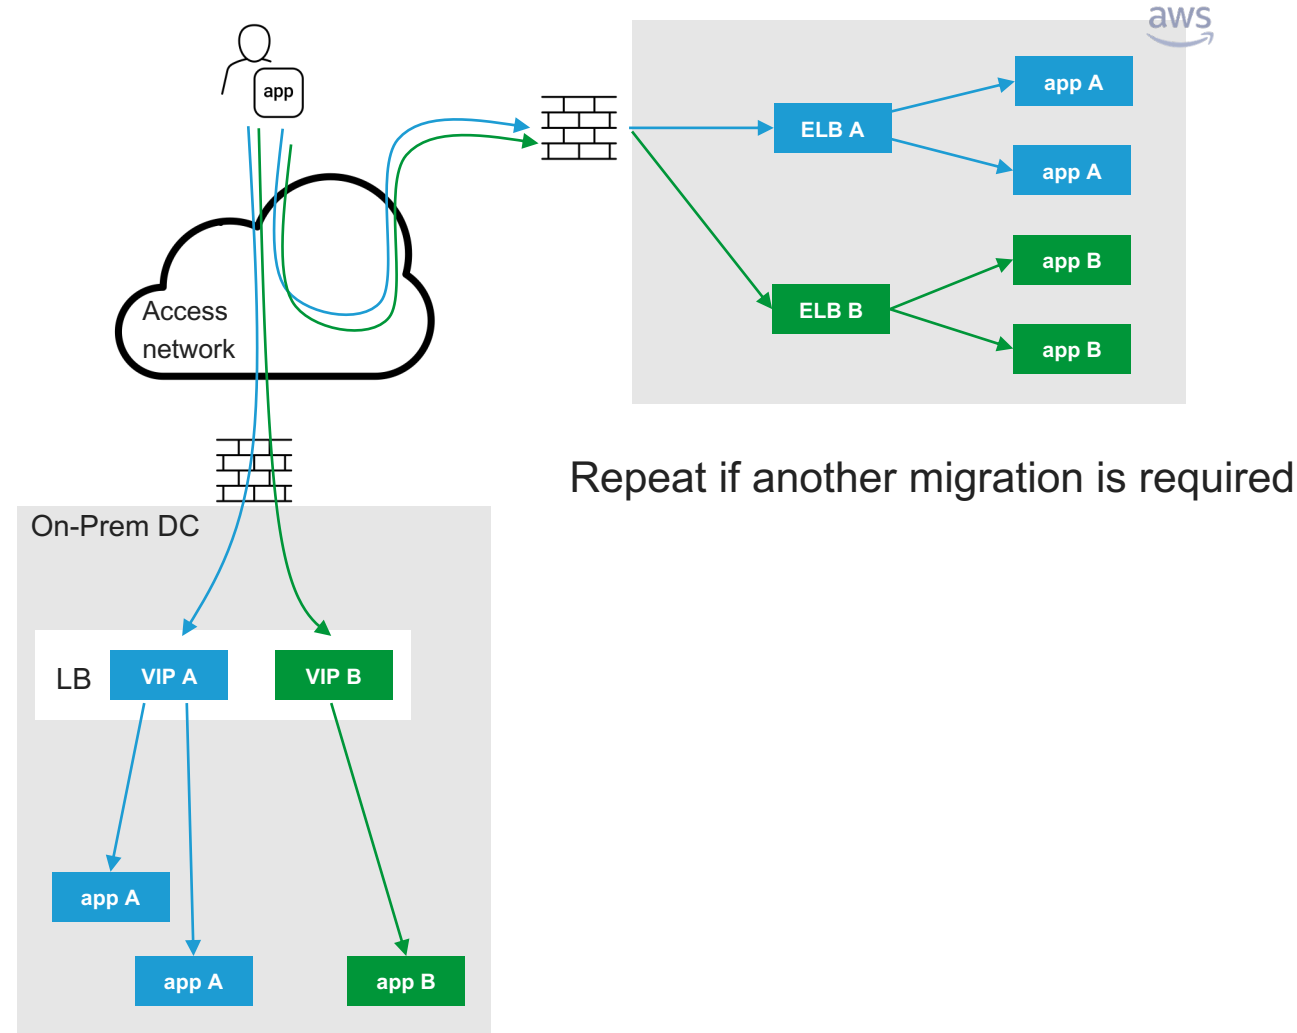 aws
app
app A
ELB A
app A
app B
ELB B
app B
Access
network
Repeat if another migration is required
On-Prem DC
LB
VIP A
VIP B
app A
app A
app B